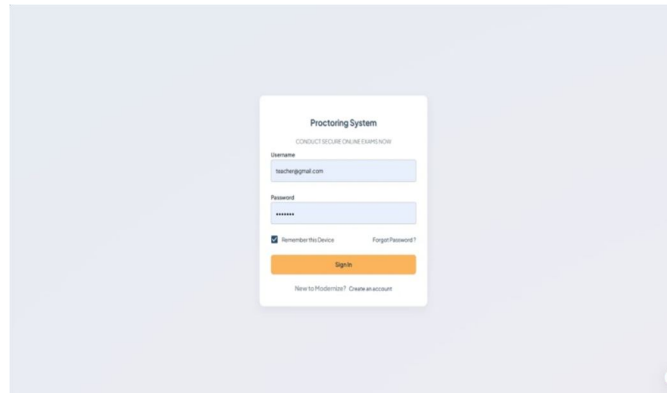 Proctoring System
CONDUCT SECURE ONLINE EXAMS NOW
Username
teacher@gmail.com
Password
•••••••
Remember this Device Forgot Password ?
Sign In
New to Modernize? Create an account